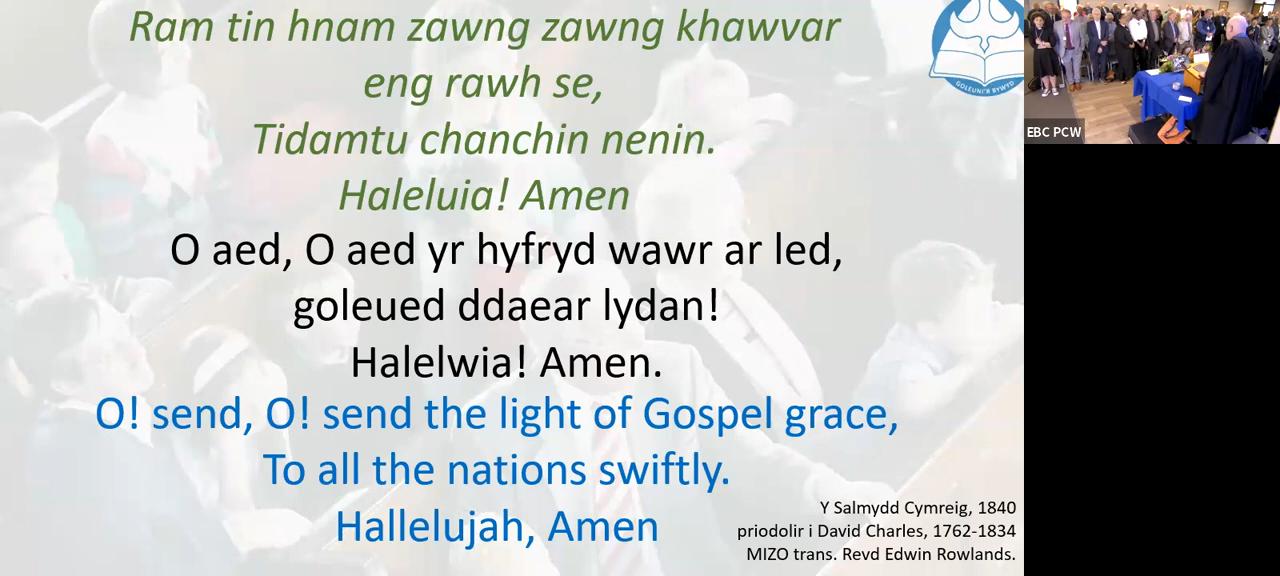 Ram tin hnam zawng zawng khawvar
eng rawh se,
Tidamtu chanchin nenin.
Haleluia! Amen
O aed, O aed yr hyfryd wawr ar led,
goleued ddaear lydan!
Halelwia! Amen.
O! send, O! send the light of Gospel grace,
To all the nations swiftly.
Hallelujah, Amen
Y Salmydd Cymreig, 1840
priodolir i David Charles, 1762-1834
MIZO trans. Revd Edwin Rowlands.
GOLEUNI'R BYWYD
EBC PCW